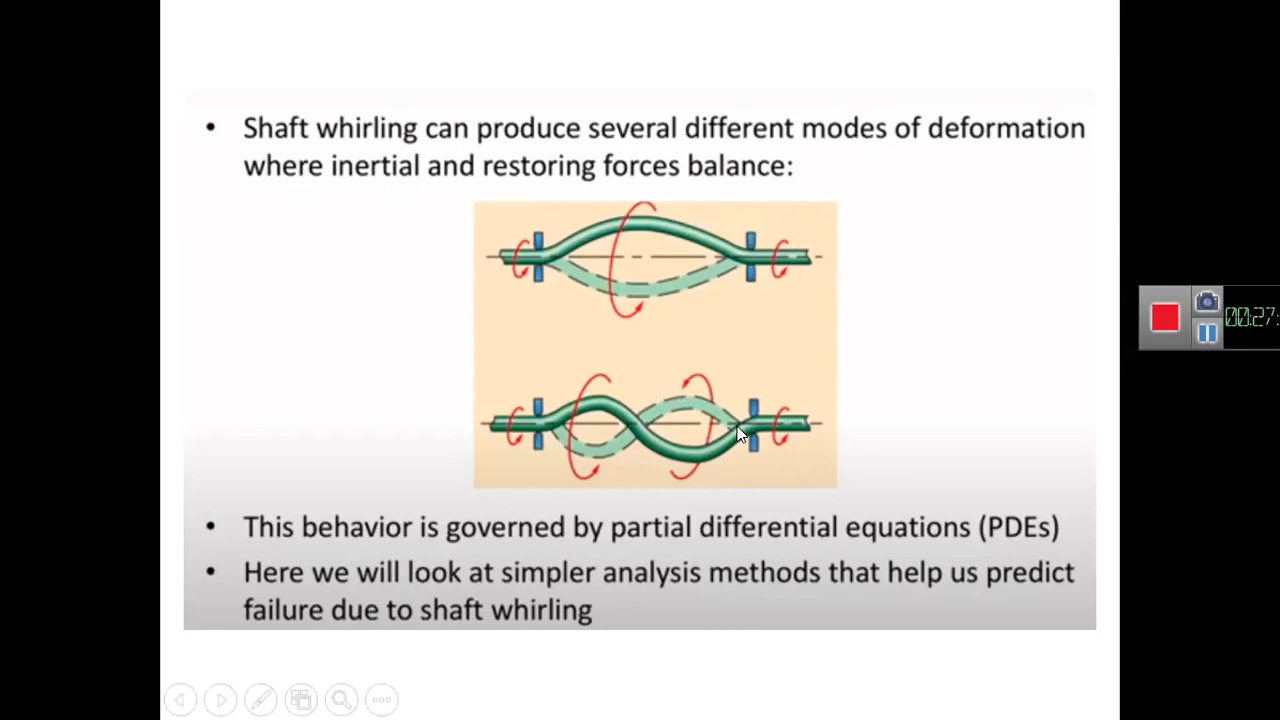 • Shaft whirling can produce several different modes of deformation
where inertial and restoring forces balance:
• This behavior is governed by partial differential equations (PDEs)
• Here we will look at simpler analysis methods that help us predict
failure due to shaft whirling
00:27: